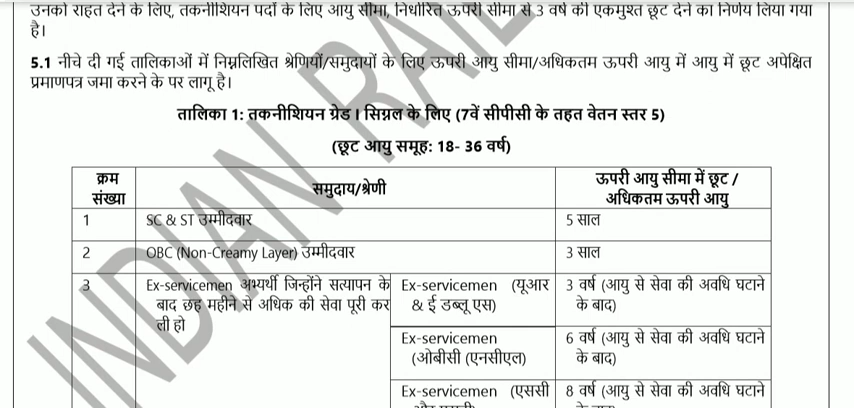 उनको राहत देने के लिए, तकनीशियन पदों के लिए आयु सीमा, निर्धारित ऊपरी सीमा से 3 वर्ष की एकमुश्त छूट देने का निर्णय लिया गया
है।
5.1 नीचे दी गई तालिकाओं में निम्नलिखित श्रेणियों/समुदायों के लिए ऊपरी आयु सीमा/अधिकतम ऊपरी आयु में आयु में छूट अपेक्षित
प्रमाणपत्र जमा करने के पर लागू है।
तालिका 1: तकनीशियन ग्रेड I सिग्नल के लिए (7वें सीपीसी के तहत वेतन स्तर 5)
(छूट आयु समूह: 18- 36 वर्ष)
क्रम
संख्या
समुदाय/श्रेणी
ऊपरी आयु सीमा में छूट /
अधिकतम ऊपरी आयु
1 SC & ST उम्मीदवार 5 साल
2 OBC (Non-Creamy Layer) उम्मीदवार 3 साल
3 Ex-servicemen अभ्यर्थी जिन्होंने सत्यापन के Ex-servicemen (यूआर 3 वर्ष (आयु से सेवा की अवधि घटाने
बाद छह महीने से अधिक की सेवा पूरी कर & ई डब्लू एस) के बाद)
ली हो
Ex-servicemen 6 वर्ष (आयु से सेवा की अवधि घटाने
(ओबीसी (एनसीएल) के बाद)
Ex-servicemen (एससी 8 वर्ष (आयु से सेवा की अवधि घटाने
INDIAN RAIL